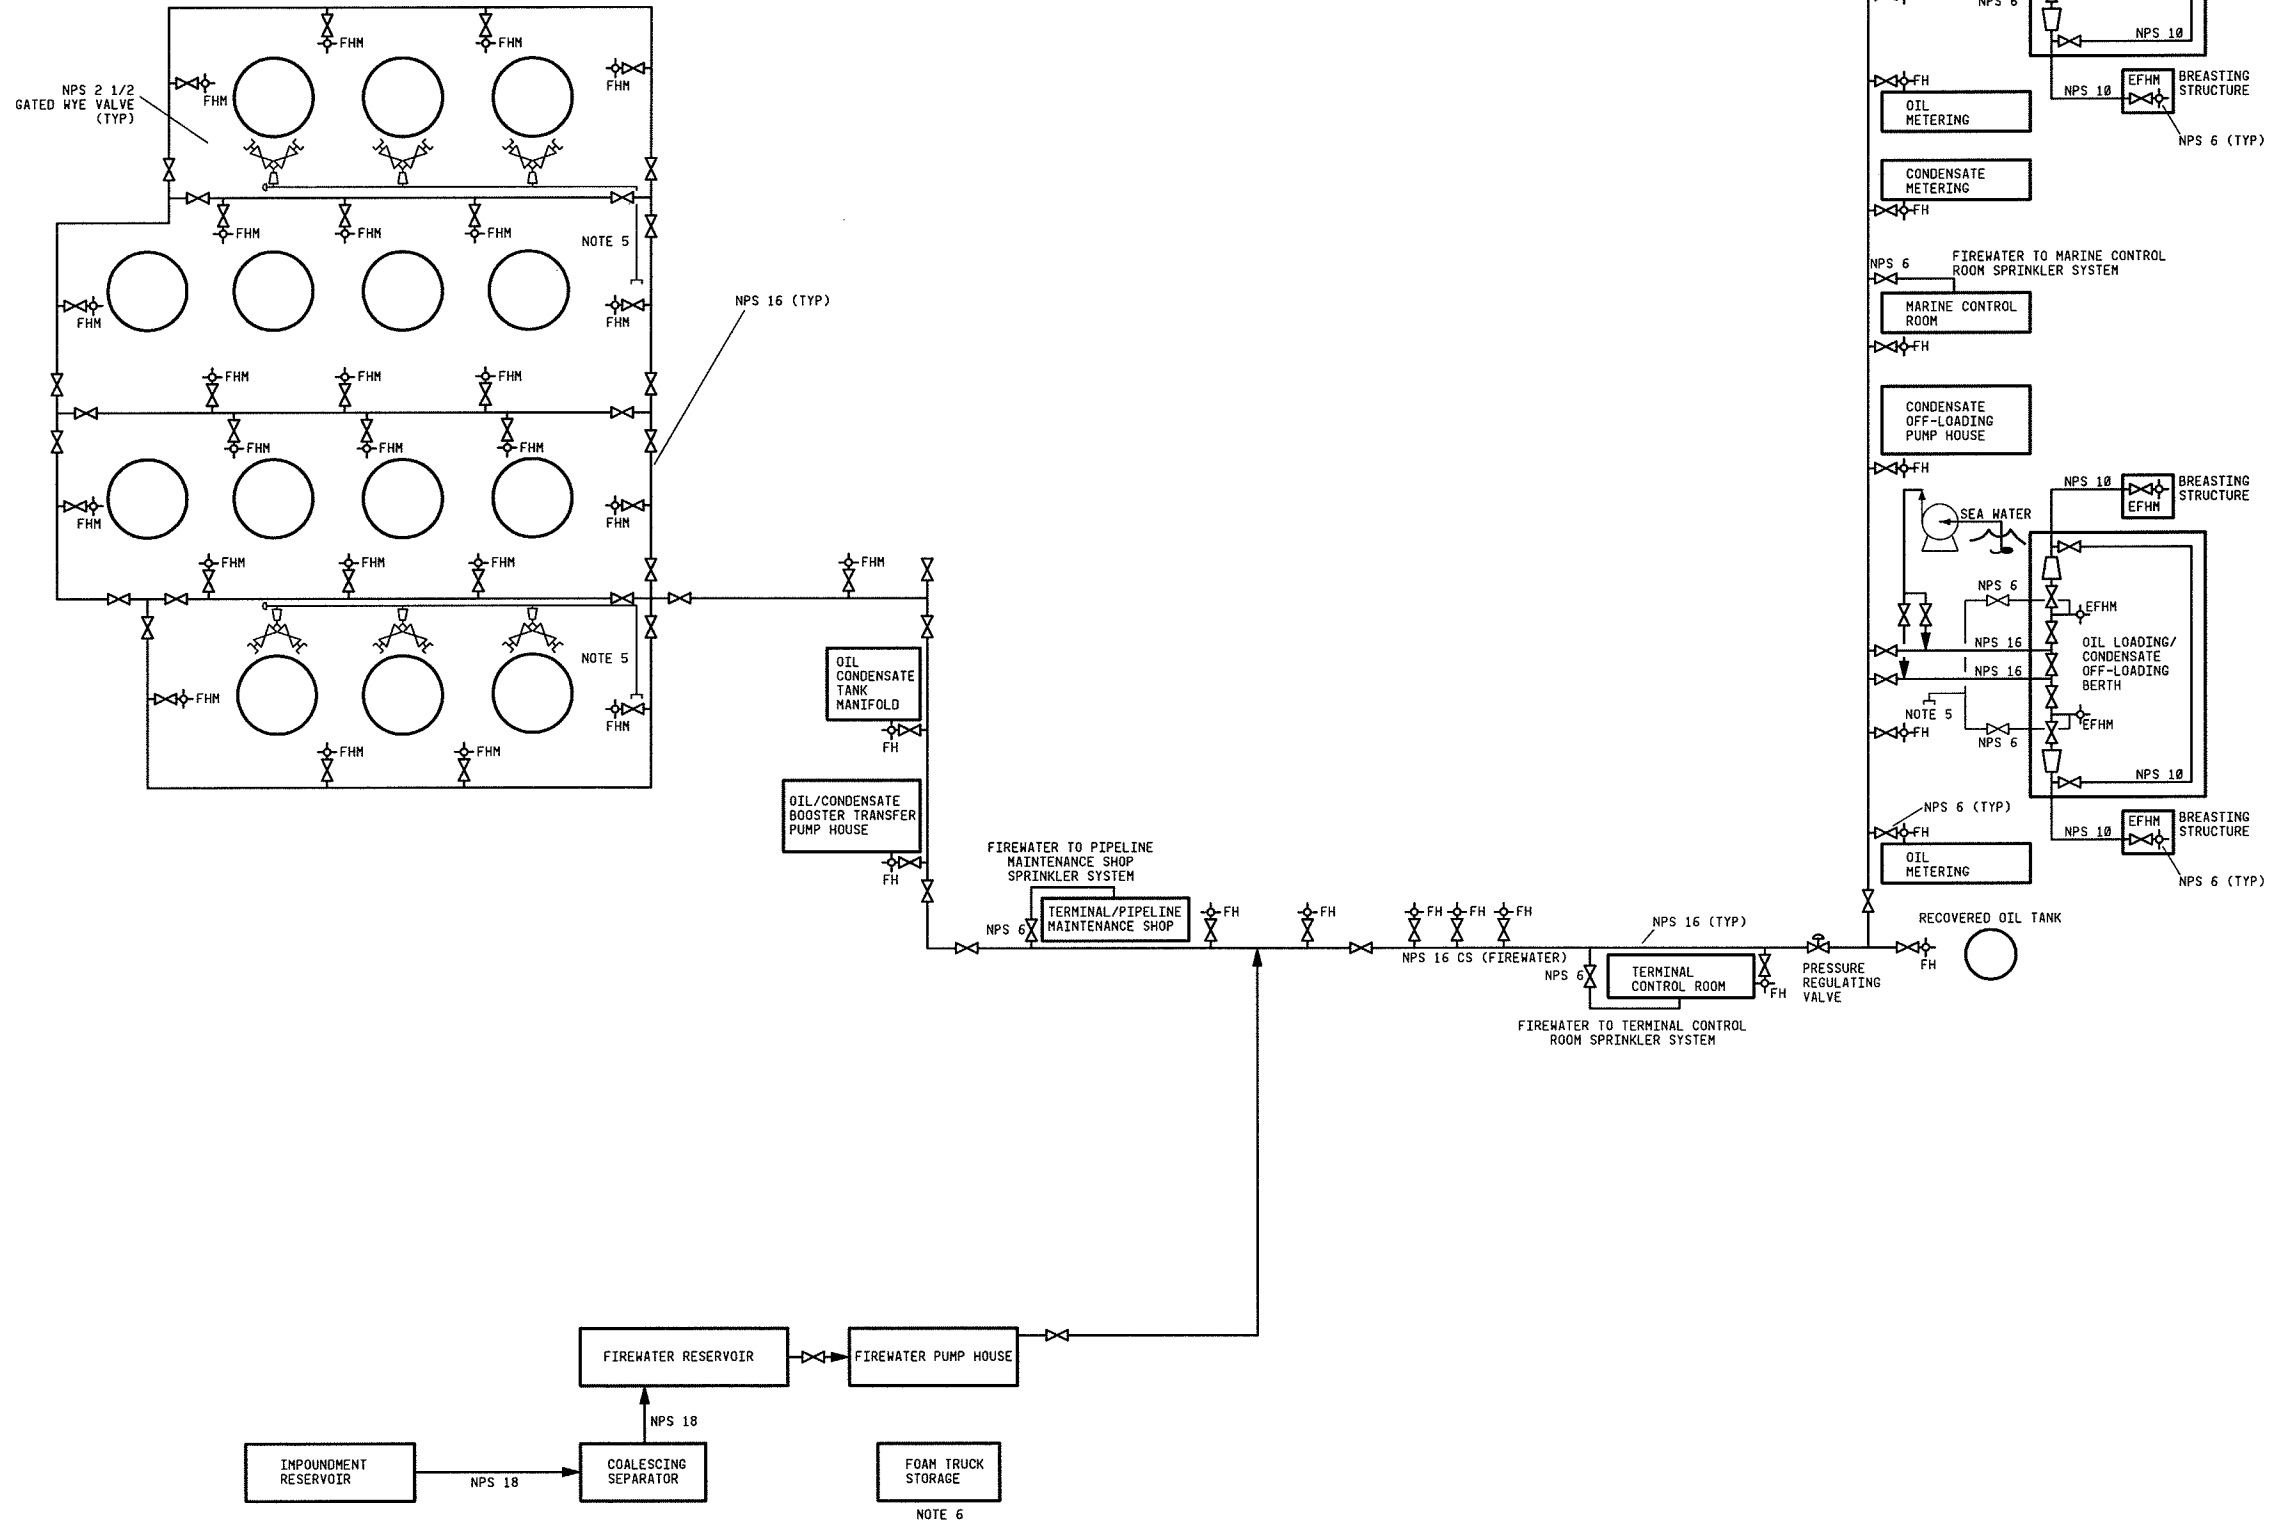 FHM
FHM
FHM
FHM
NPS 2 1/2
GATED WYE VALVE
(TYP)
FHM
FHM
FHM
NOTE 5
FHM
FHM
NPS 16 (TYP)
FHM
FHM
FHM
FHM
FHM
FHM
FHM
FHM
FHM
FHM
FHM
FHM
NOTE 5
FHM
FHM
FHM
FHM
OIL
CONDENSATE
TANK
MANIFOLD
FH
OIL/CONDENSATE
BOOSTER TRANSFER
PUMP HOUSE
FH
FIREWATER TO PIPELINE
MAINTENANCE SHOP
SPRINKLER SYSTEM
NPS 6
TERMINAL/PIPELINE
MAINTENANCE SHOP
FH
FH
FH
FH
FH
NPS 16 CS (FIREWATER)
NPS 16 (TYP)
NPS 6
TERMINAL
CONTROL ROOM
FH
FIREWATER TO TERMINAL CONTROL
ROOM SPRINKLER SYSTEM
PRESSURE
REGULATING
VALVE
FH
RECOVERED OIL TANK
NPS 6
NPS 10
FH
OIL
METERING
NPS 10
EFHM
BREASTING
STRUCTURE
NPS 6 (TYP)
CONDENSATE
METERING
FH
NPS 6
FIREWATER TO MARINE CONTROL
ROOM SPRINKLER SYSTEM
MARINE CONTROL
ROOM
FH
CONDENSATE
OFF-LOADING
PUMP HOUSE
FH
NPS 10
EFHM
BREASTING
STRUCTURE
SEA WATER
NPS 6
EFHM
NPS 16
OIL LOADING/
CONDENSATE
OFF-LOADING
BERTH
NPS 16
NOTE 5
EFHM
FH
NPS 6
NPS 10
NPS 6 (TYP)
FH
NPS 10
EFHM
BREASTING
STRUCTURE
OIL
METERING
NPS 6 (TYP)
FIREWATER RESERVOIR
FIREWATER PUMP HOUSE
NPS 18
IMPOUNDMENT
RESERVOIR
NPS 18
COALESCING
SEPARATOR
FOAM TRUCK
STORAGE
NOTE 6